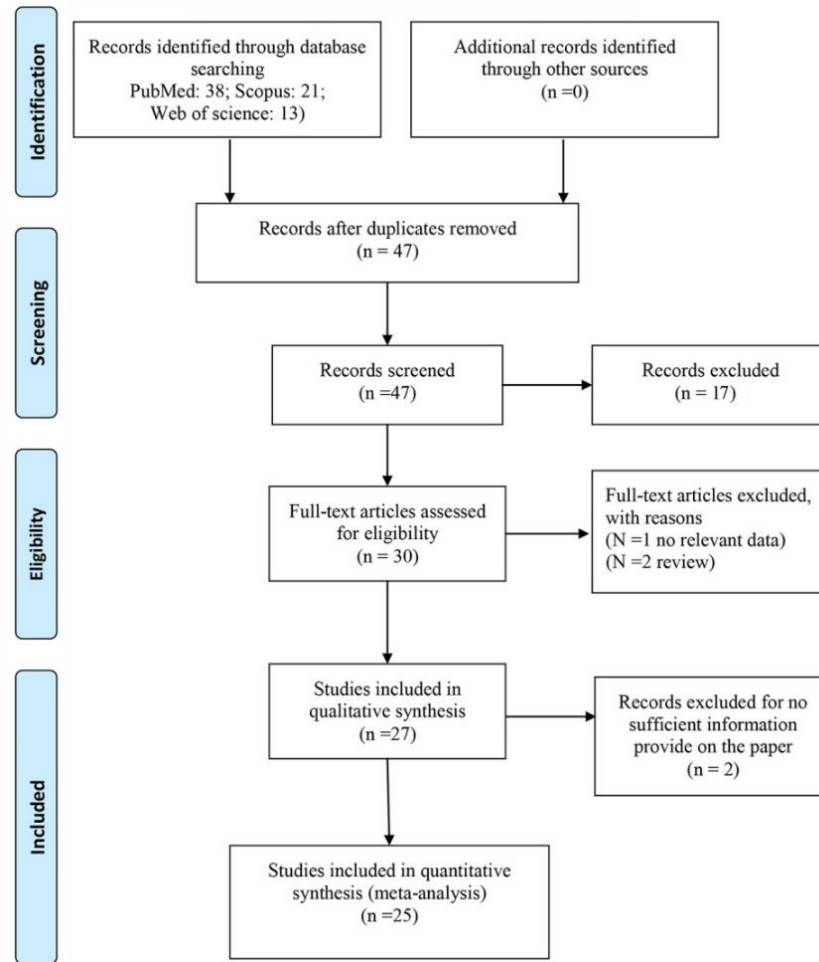 Identification
Records identified through database
searching
PubMed: 38; Scopus: 21;
Web of science: 13)
Additional records identified
through other sources
(n =0)
Records after duplicates removed
(n = 47)
Screening
Records screened
(n =47)
Records excluded
(n = 17)
Eligibility
Full-text articles assessed
for eligibility
(n = 30)
Full-text articles excluded,
with reasons
(N =1 no relevant data)
(N =2 review)
Included
Studies included in
qualitative synthesis
(n =27)
Records excluded for no
sufficient information
provide on the paper
(n = 2)
Studies included in quantitative
synthesis (meta-analysis)
(n =25)